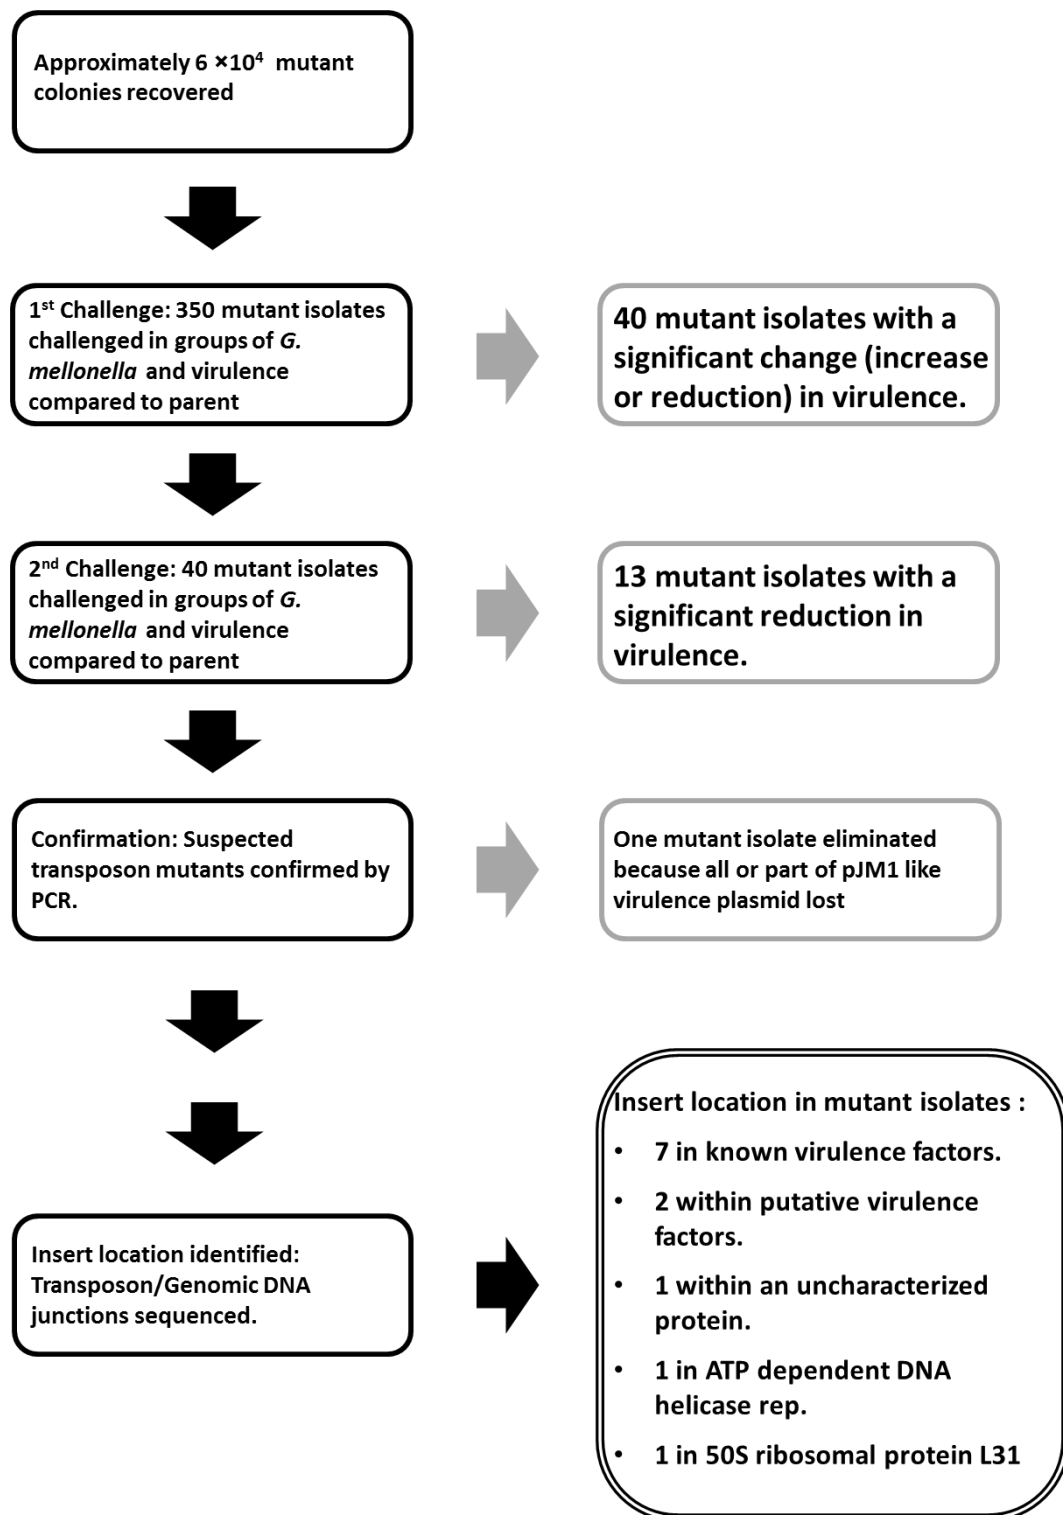 Approximately 6 ×10⁴ mutant
colonies recovered
1st Challenge: 350 mutant isolates
challenged in groups of G.
mellonella and virulence
compared to parent
40 mutant isolates with a
significant change (increase
or reduction) in virulence.
2nd Challenge: 40 mutant isolates
challenged in groups of G.
mellonella and virulence
compared to parent
13 mutant isolates with a
significant reduction in
virulence.
Confirmation: Suspected
transposon mutants confirmed by
PCR.
One mutant isolate eliminated
because all or part of pJM1 like
virulence plasmid lost
Insert location identified:
Transposon/Genomic DNA
junctions sequenced.
Insert location in mutant isolates :
• 7 in known virulence factors.
• 2 within putative virulence
factors.
• 1 within an uncharacterized
protein.
• 1 in ATP dependent DNA
helicase rep.
• 1 in 50S ribosomal protein L31